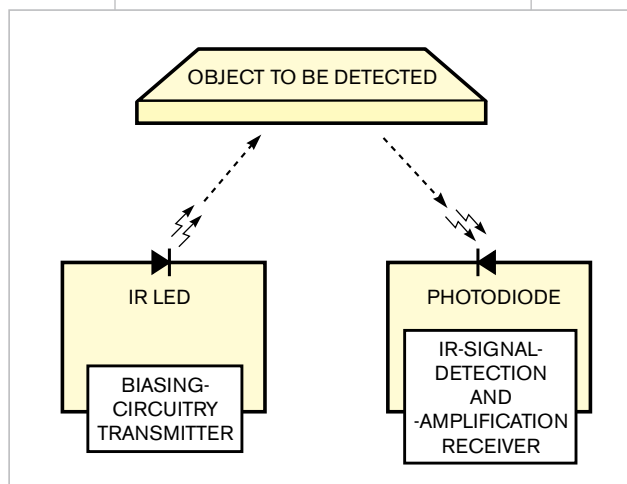 OBJECT TO BE DETECTED
IR LED
PHOTODIODE
BIASING-
CIRCUITRY
TRANSMITTER
IR-SIGNAL-
DETECTION
AND
-AMPLIFICATION
RECEIVER